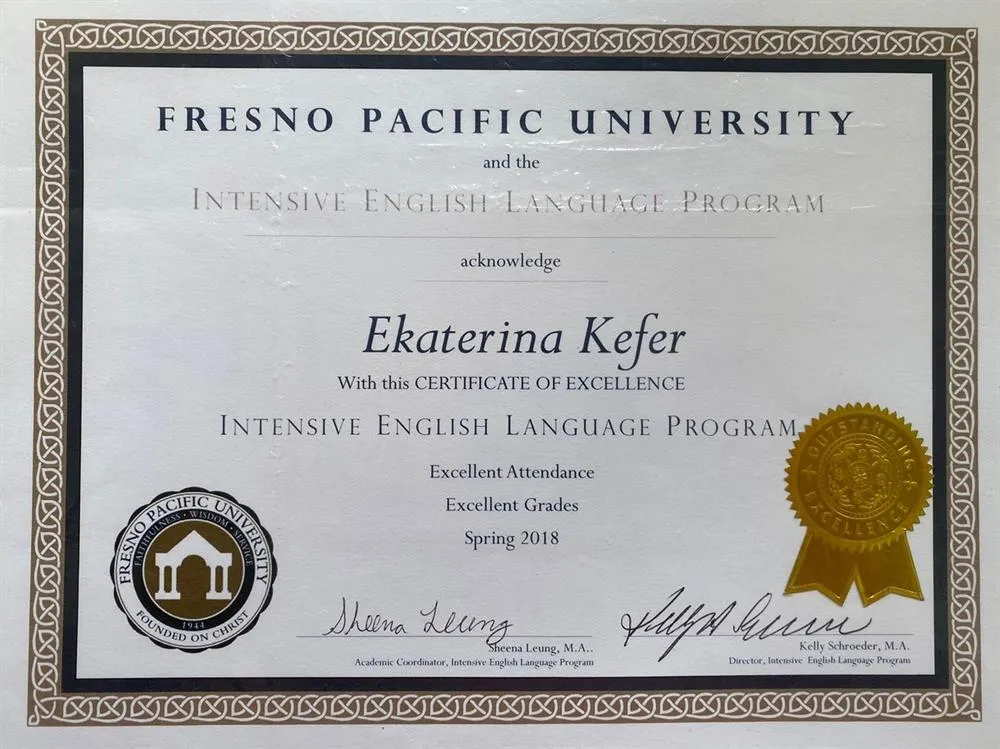 FRESNO PACIFIC UNIVERSITY
and the
INTENSIVE ENGLISH LANGUAGE PROGRAM
acknowledge
Ekaterina Kefer
With this CERTIFICATE OF EXCELLENCE
INTENSIVE ENGLISH LANGUAGE PROGRAM
Excellent Attendance
Excellent Grades
Spring 2018
OUTSTANDING
EXCELLENCE
FRESNO PACIFIC UNIVERSITY
FAITHFULNESS • WISDOM • SERVICE
1944
FOUNDED ON CHRIST
Sheena Leung
Sheena Leung, M.A..
Academic Coordinator, Intensive English Language Program
Kelly Schroeder, M.A.
Director, Intensive English Language Program